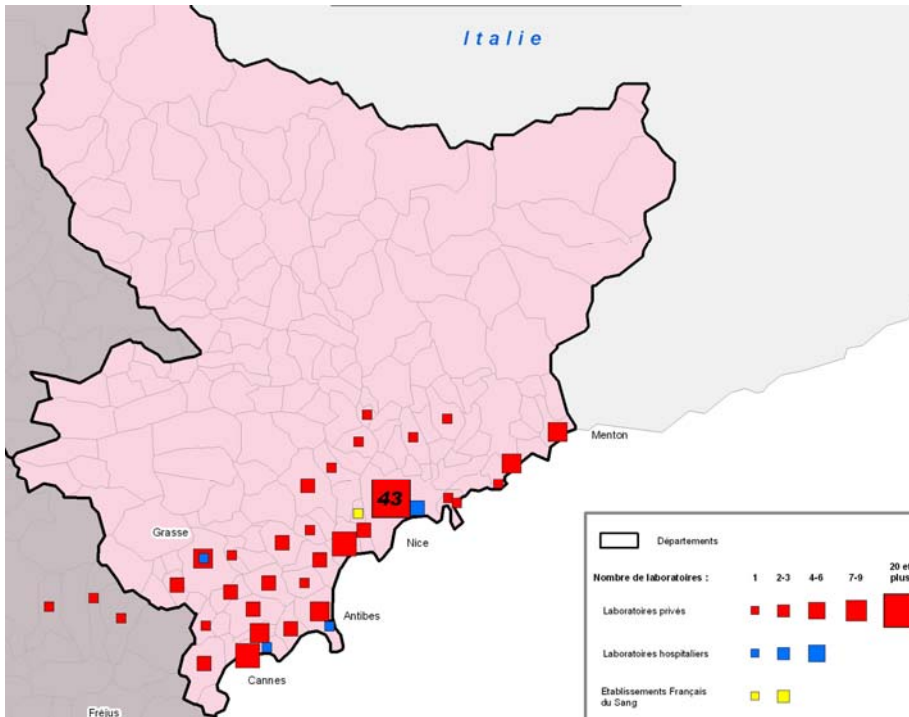 Italie
Menton
43
Nice
Grasse
Antibes
Cannes
Fréjus
Départements
Nombre de laboratoires : 1 2-3 4-6 7-9 20 et plus
Laboratoires privés
Laboratoires hospitaliers
Etablissements Français
du Sang